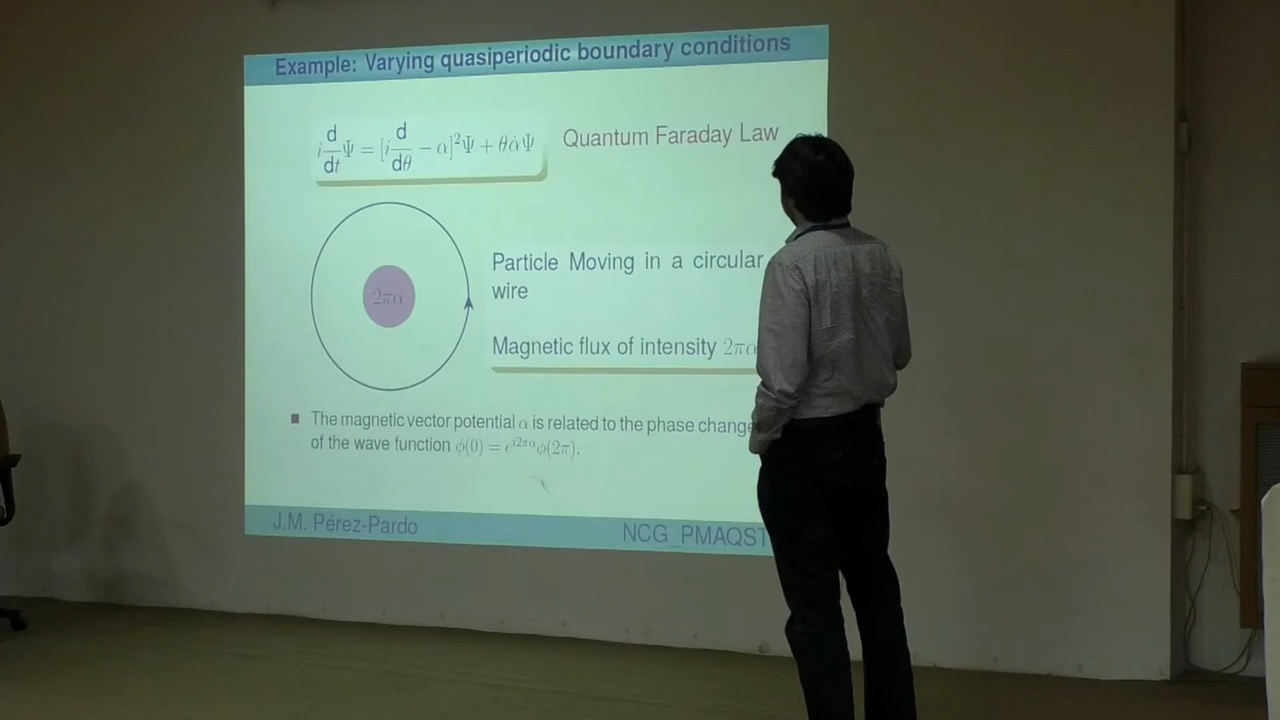 Example: Varying quasiperiodic boundary conditions
i d/dt Ψ = [i d/dθ − α]²Ψ + θα̇Ψ
Quantum Faraday Law
2πα
Particle Moving in a circular
wire
Magnetic flux of intensity 2πα
The magnetic vector potential α is related to the phase change
of the wave function ϕ(0) = e^{i2πα}ϕ(2π).
J.M. Pérez-Pardo
NCG_PMAQST